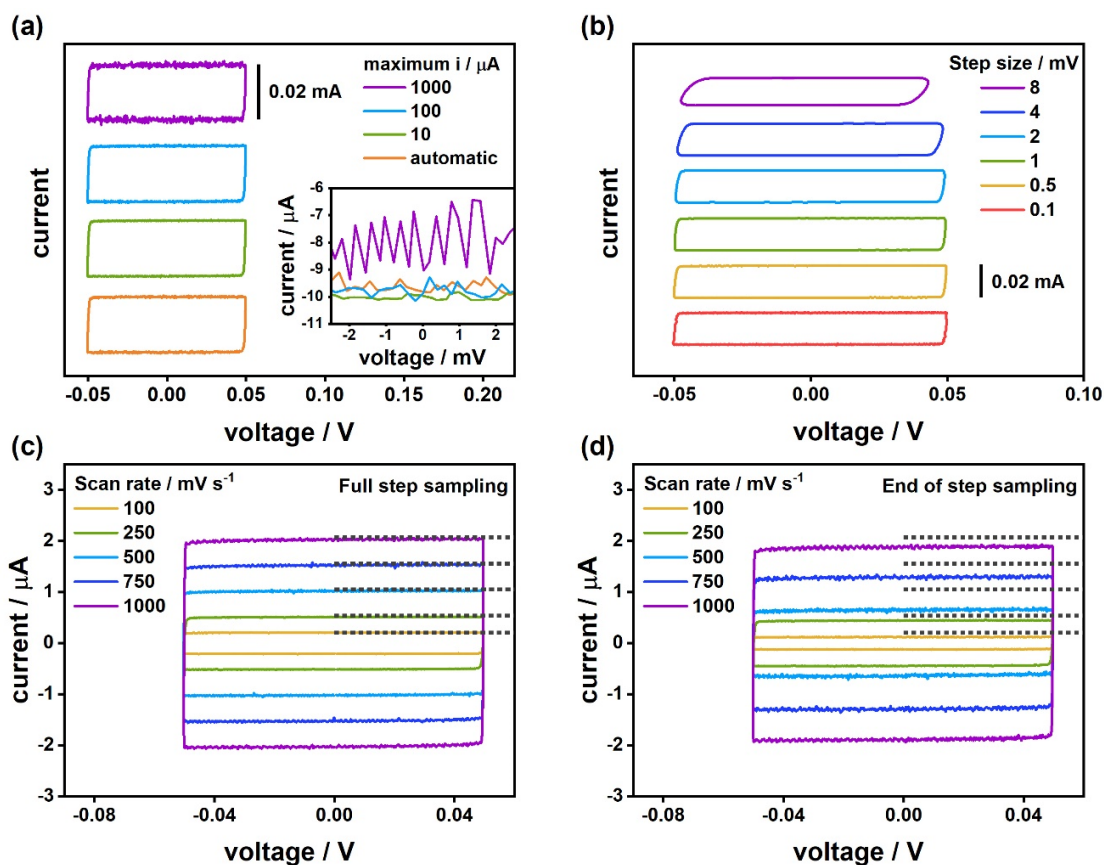 (a)
maximum i / μA
1000
100
10
automatic
0.02 mA
current
-6
-7
-8
-9
-10
-11
current / μA
-2 -1 0 1 2
voltage / mV
-0.05 0.00 0.05 0.10 0.15 0.20
voltage / V
(b)
Step size / mV
8
4
2
1
0.5
0.1
0.02 mA
current
-0.05 0.00 0.05 0.10
voltage / V
(c)
Scan rate / mV s⁻¹
100
250
500
750
1000
Full step sampling
3
2
1
0
-1
-2
-3
current / μA
-0.08 -0.04 0.00 0.04
voltage / V
(d)
Scan rate / mV s⁻¹
100
250
500
750
1000
End of step sampling
3
2
1
0
-1
-2
-3
current / μA
-0.08 -0.04 0.00 0.04
voltage / V